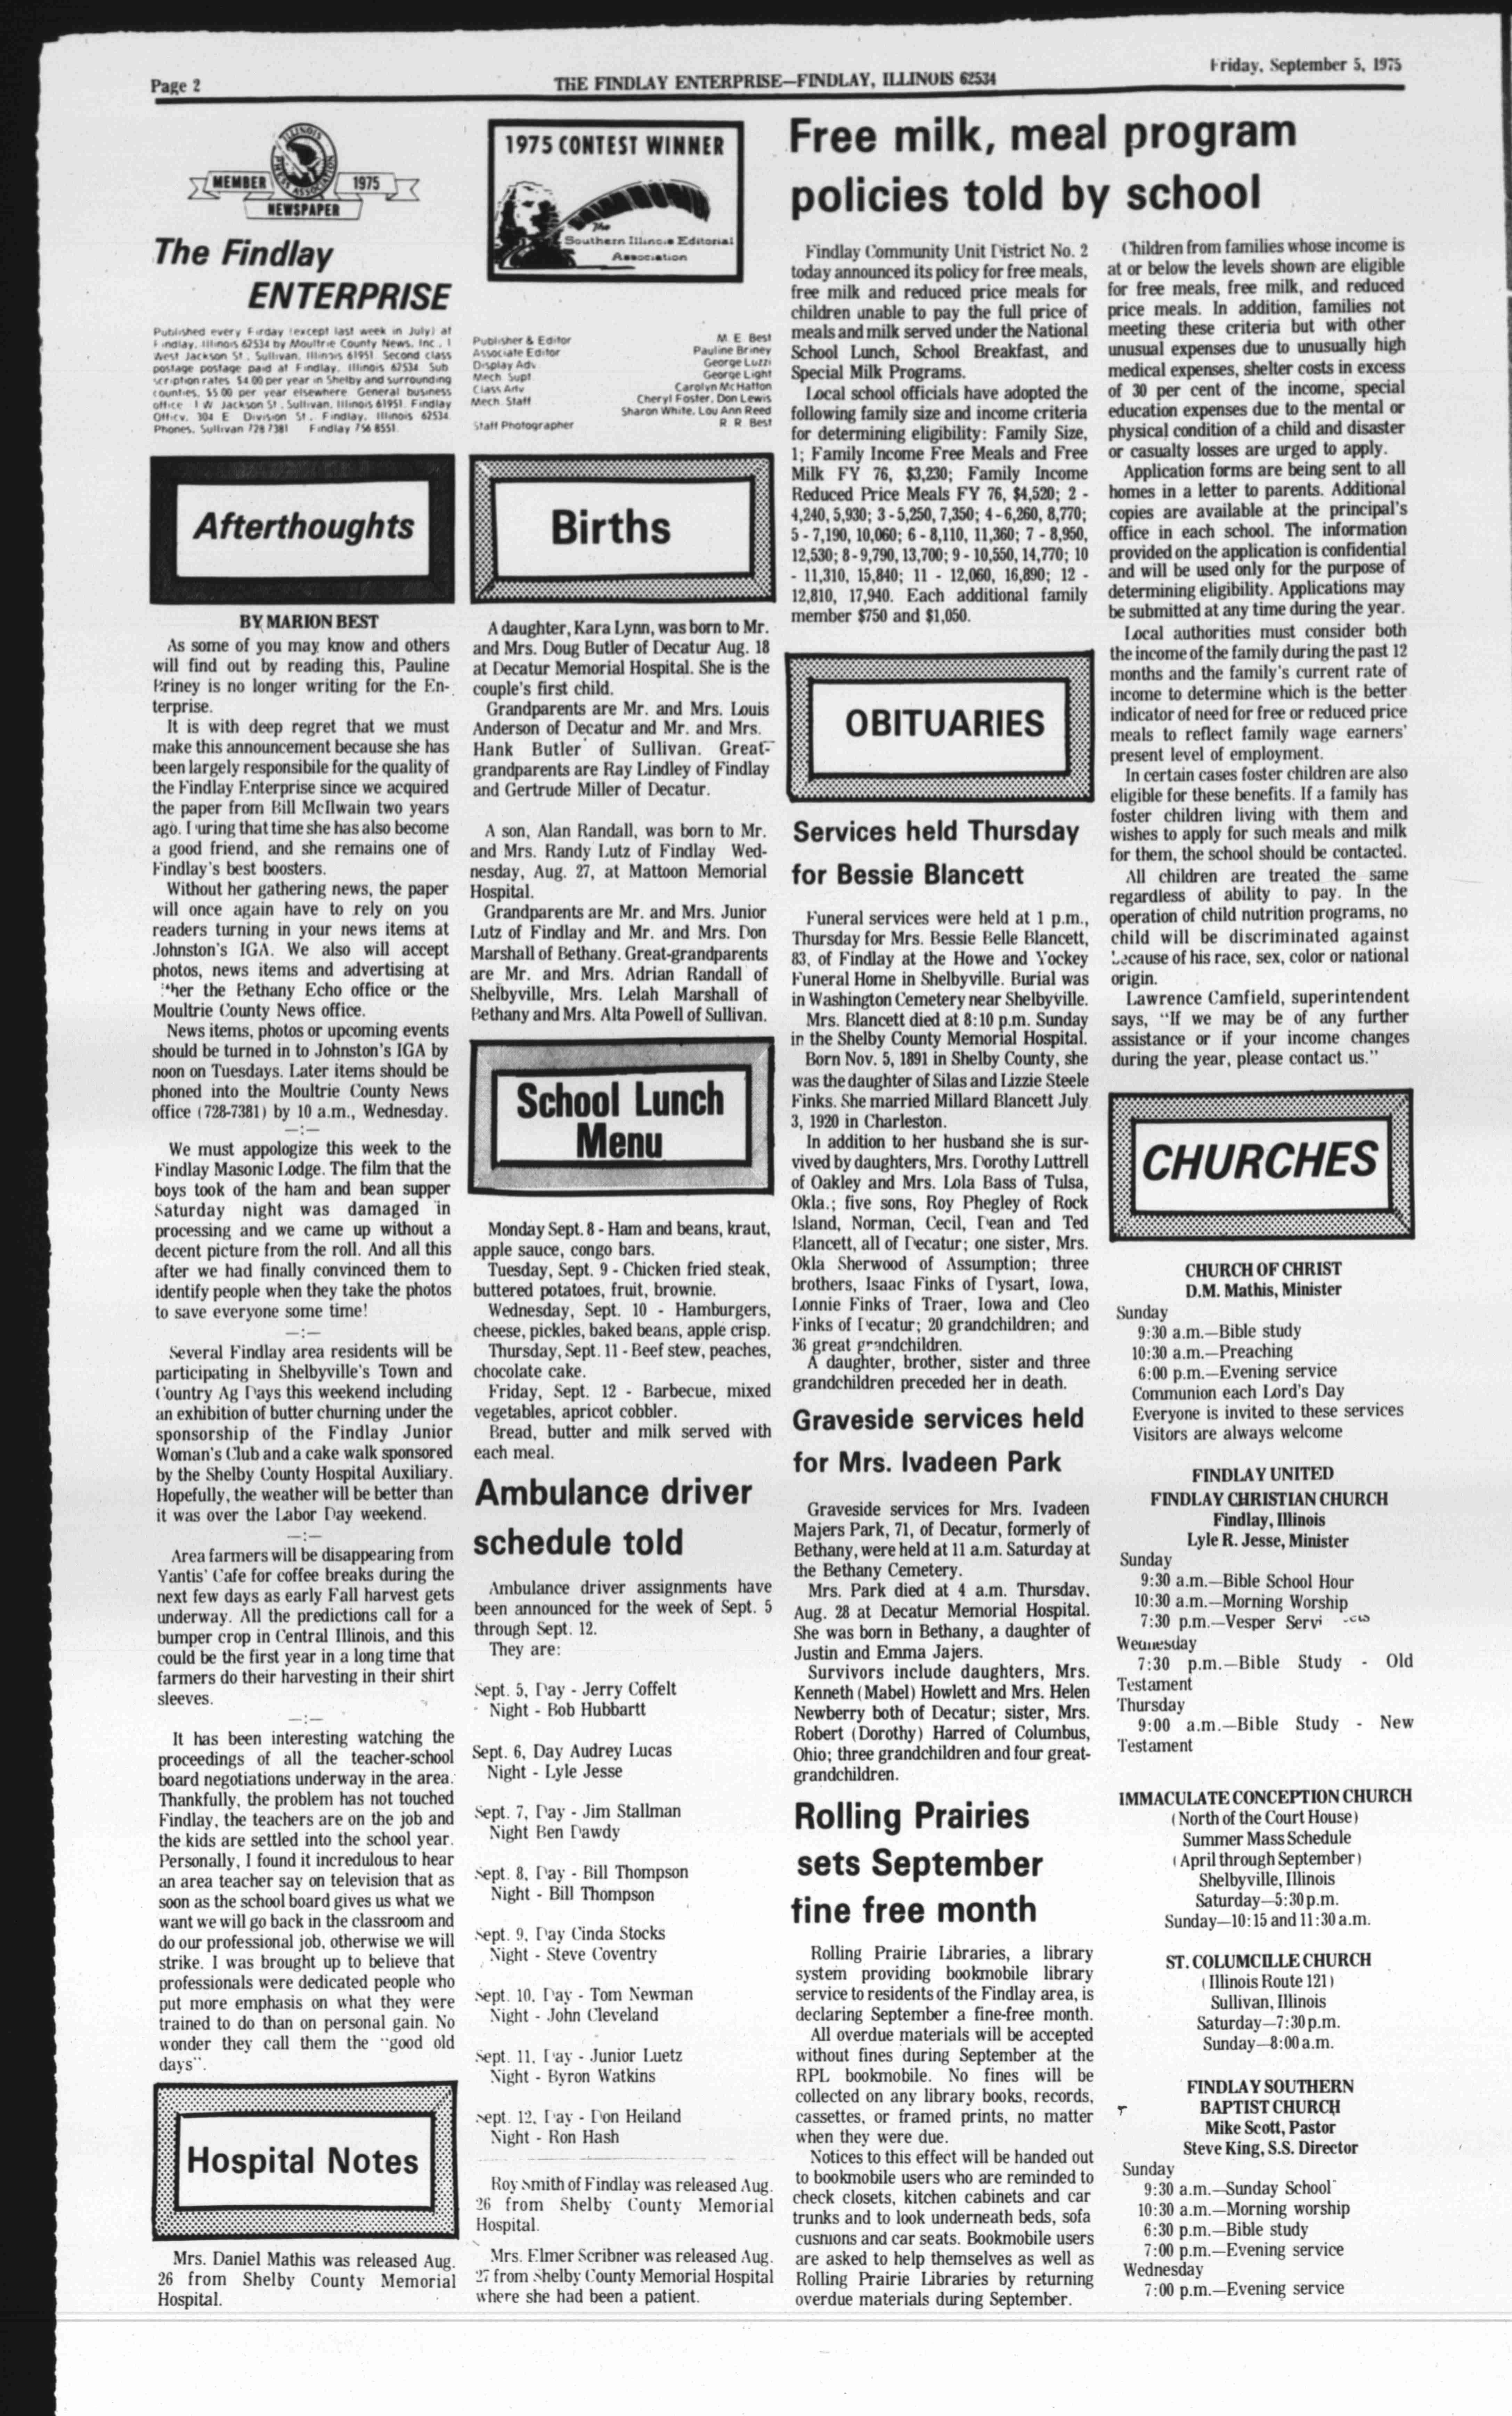 Page 2
THE FINDLAY ENTERPRISE—FINDLAY, ILLINOIS 62534
Friday, September 5, 1975
ILLINOIS
PRESS ASSOCIATION
MEMBER
1975
NEWSPAPER
The Findlay
ENTERPRISE
Published every Firday (except last week in July) at
Findlay, Illinois 62534 by Moultrie County News, Inc., 1
West Jackson St., Sullivan, Illinois 61951. Second class
postage postage paid at Findlay, Illinois 62534. Sub
scription rates $4.00 per year in Shelby and surrounding
counties, $5.00 per year elsewhere. General business
office 1 W. Jackson St., Sullivan, Illinois 61951. Findlay
Office, 304 E. Division St., Findlay, Illinois 62534.
Phones, Sullivan 728 7381 Findlay 756 8551.
1975 CONTEST WINNER
The
Southern Illinois Editorial
Association
Publisher & Editor M. E. Best
Associate Editor Pauline Briney
Display Adv. George Luzzi
Mech. Supt. George Light
Class Adv. Carolyn McHatton
Mech. Staff Cheryl Foster, Don Lewis
Sharon White, Lou Ann Reed
Staff Photographer R. R. Best
Afterthoughts
BY MARION BEST
As some of you may know and others
will find out by reading this, Pauline
Briney is no longer writing for the En-
terprise.
It is with deep regret that we must
make this announcement because she has
been largely responsibile for the quality of
the Findlay Enterprise since we acquired
the paper from Bill McIlwain two years
ago. During that time she has also become
a good friend, and she remains one of
Findlay's best boosters.
Without her gathering news, the paper
will once again have to rely on you
readers turning in your news items at
Johnston's IGA. We also will accept
photos, news items and advertising at
either the Bethany Echo office or the
Moultrie County News office.
News items, photos or upcoming events
should be turned in to Johnston's IGA by
noon on Tuesdays. Later items should be
phoned into the Moultrie County News
office (728-7381) by 10 a.m., Wednesday.
—:—
We must appologize this week to the
Findlay Masonic Lodge. The film that the
boys took of the ham and bean supper
Saturday night was damaged in
processing and we came up without a
decent picture from the roll. And all this
after we had finally convinced them to
identify people when they take the photos
to save everyone some time!
—:—
Several Findlay area residents will be
participating in Shelbyville's Town and
Country Ag Days this weekend including
an exhibition of butter churning under the
sponsorship of the Findlay Junior
Woman's Club and a cake walk sponsored
by the Shelby County Hospital Auxiliary.
Hopefully, the weather will be better than
it was over the Labor Day weekend.
—:—
Area farmers will be disappearing from
Yantis' Cafe for coffee breaks during the
next few days as early Fall harvest gets
underway. All the predictions call for a
bumper crop in Central Illinois, and this
could be the first year in a long time that
farmers do their harvesting in their shirt
sleeves.
—:—
It has been interesting watching the
proceedings of all the teacher-school
board negotiations underway in the area.
Thankfully, the problem has not touched
Findlay, the teachers are on the job and
the kids are settled into the school year.
Personally, I found it incredulous to hear
an area teacher say on television that as
soon as the school board gives us what we
want we will go back in the classroom and
do our professional job, otherwise we will
strike. I was brought up to believe that
professionals were dedicated people who
put more emphasis on what they were
trained to do than on personal gain. No
wonder they call them the "good old
days".
Hospital Notes
Mrs. Daniel Mathis was released Aug.
26 from Shelby County Memorial
Hospital.
Births
A daughter, Kara Lynn, was born to Mr.
and Mrs. Doug Butler of Decatur Aug. 18
at Decatur Memorial Hospital. She is the
couple's first child.
Grandparents are Mr. and Mrs. Louis
Anderson of Decatur and Mr. and Mrs.
Hank Butler of Sullivan. Great-
grandparents are Ray Lindley of Findlay
and Gertrude Miller of Decatur.
A son, Alan Randall, was born to Mr.
and Mrs. Randy Lutz of Findlay Wed-
nesday, Aug. 27, at Mattoon Memorial
Hospital.
Grandparents are Mr. and Mrs. Junior
Lutz of Findlay and Mr. and Mrs. Don
Marshall of Bethany. Great-grandparents
are Mr. and Mrs. Adrian Randall of
Shelbyville, Mrs. Lelah Marshall of
Bethany and Mrs. Alta Powell of Sullivan.
School Lunch
Menu
Monday Sept. 8 - Ham and beans, kraut,
apple sauce, congo bars.
Tuesday, Sept. 9 - Chicken fried steak,
buttered potatoes, fruit, brownie.
Wednesday, Sept. 10 - Hamburgers,
cheese, pickles, baked beans, apple crisp.
Thursday, Sept. 11 - Beef stew, peaches,
chocolate cake.
Friday, Sept. 12 - Barbecue, mixed
vegetables, apricot cobbler.
Bread, butter and milk served with
each meal.
Ambulance driver
schedule told
Ambulance driver assignments have
been announced for the week of Sept. 5
through Sept. 12.
They are:
Sept. 5, Day - Jerry Coffelt
Night - Bob Hubbartt
Sept. 6, Day Audrey Lucas
Night - Lyle Jesse
Sept. 7, Day - Jim Stallman
Night Ben Dawdy
Sept. 8, Day - Bill Thompson
Night - Bill Thompson
Sept. 9, Day Cinda Stocks
Night - Steve Coventry
Sept. 10, Day - Tom Newman
Night - John Cleveland
Sept. 11, Day - Junior Luetz
Night - Byron Watkins
Sept. 12, Day - Don Heiland
Night - Ron Hash
Roy Smith of Findlay was released Aug.
26 from Shelby County Memorial
Hospital.
Mrs. Elmer Scribner was released Aug.
27 from Shelby County Memorial Hospital
where she had been a patient.
Free milk, meal program
policies told by school
Findlay Community Unit District No. 2
today announced its policy for free meals,
free milk and reduced price meals for
children unable to pay the full price of
meals and milk served under the National
School Lunch, School Breakfast, and
Special Milk Programs.
Local school officials have adopted the
following family size and income criteria
for determining eligibility: Family Size,
1; Family Income Free Meals and Free
Milk FY 76, $3,230; Family Income
Reduced Price Meals FY 76, $4,520; 2 -
4,240, 5,930; 3 - 5,250, 7,350; 4 - 6,260, 8,770;
5 - 7,190, 10,060; 6 - 8,110, 11,360; 7 - 8,950,
12,530; 8 - 9,790, 13,700; 9 - 10,550, 14,770; 10
- 11,310, 15,840; 11 - 12,060, 16,890; 12 -
12,810, 17,940. Each additional family
member $750 and $1,050.
Children from families whose income is
at or below the levels shown are eligible
for free meals, free milk, and reduced
price meals. In addition, families not
meeting these criteria but with other
unusual expenses due to unusually high
medical expenses, shelter costs in excess
of 30 per cent of the income, special
education expenses due to the mental or
physical condition of a child and disaster
or casualty losses are urged to apply.
Application forms are being sent to all
homes in a letter to parents. Additional
copies are available at the principal's
office in each school. The information
provided on the application is confidential
and will be used only for the purpose of
determining eligibility. Applications may
be submitted at any time during the year.
Local authorities must consider both
the income of the family during the past 12
months and the family's current rate of
income to determine which is the better
indicator of need for free or reduced price
meals to reflect family wage earners'
present level of employment.
In certain cases foster children are also
eligible for these benefits. If a family has
foster children living with them and
wishes to apply for such meals and milk
for them, the school should be contacted.
All children are treated the same
regardless of ability to pay. In the
operation of child nutrition programs, no
child will be discriminated against
because of his race, sex, color or national
origin.
Lawrence Camfield, superintendent
says, "If we may be of any further
assistance or if your income changes
during the year, please contact us."
OBITUARIES
Services held Thursday
for Bessie Blancett
Funeral services were held at 1 p.m.,
Thursday for Mrs. Bessie Belle Blancett,
83, of Findlay at the Howe and Yockey
Funeral Home in Shelbyville. Burial was
in Washington Cemetery near Shelbyville.
Mrs. Blancett died at 8:10 p.m. Sunday
in the Shelby County Memorial Hospital.
Born Nov. 5, 1891 in Shelby County, she
was the daughter of Silas and Lizzie Steele
Finks. She married Millard Blancett July
3, 1920 in Charleston.
In addition to her husband she is sur-
vived by daughters, Mrs. Dorothy Luttrell
of Oakley and Mrs. Lola Bass of Tulsa,
Okla.; five sons, Roy Phegley of Rock
Island, Norman, Cecil, Dean and Ted
Blancett, all of Decatur; one sister, Mrs.
Okla Sherwood of Assumption; three
brothers, Isaac Finks of Dysart, Iowa,
Lonnie Finks of Traer, Iowa and Cleo
Finks of Decatur; 20 grandchildren; and
36 great grandchildren.
A daughter, brother, sister and three
grandchildren preceded her in death.
Graveside services held
for Mrs. Ivadeen Park
Graveside services for Mrs. Ivadeen
Majers Park, 71, of Decatur, formerly of
Bethany, were held at 11 a.m. Saturday at
the Bethany Cemetery.
Mrs. Park died at 4 a.m. Thursday,
Aug. 28 at Decatur Memorial Hospital.
She was born in Bethany, a daughter of
Justin and Emma Jajers.
Survivors include daughters, Mrs.
Kenneth (Mabel) Howlett and Mrs. Helen
Newberry both of Decatur; sister, Mrs.
Robert (Dorothy) Harred of Columbus,
Ohio; three grandchildren and four great-
grandchildren.
Rolling Prairies
sets September
fine free month
Rolling Prairie Libraries, a library
system providing bookmobile library
service to residents of the Findlay area, is
declaring September a fine-free month.
All overdue materials will be accepted
without fines during September at the
RPL bookmobile. No fines will be
collected on any library books, records,
cassettes, or framed prints, no matter
when they were due.
Notices to this effect will be handed out
to bookmobile users who are reminded to
check closets, kitchen cabinets and car
trunks and to look underneath beds, sofa
cushions and car seats. Bookmobile users
are asked to help themselves as well as
Rolling Prairie Libraries by returning
overdue materials during September.
CHURCHES
CHURCH OF CHRIST
D.M. Mathis, Minister
Sunday
9:30 a.m.—Bible study
10:30 a.m.—Preaching
6:00 p.m.—Evening service
Communion each Lord's Day
Everyone is invited to these services
Visitors are always welcome
FINDLAY UNITED
FINDLAY CHRISTIAN CHURCH
Findlay, Illinois
Lyle R. Jesse, Minister
Sunday
9:30 a.m.—Bible School Hour
10:30 a.m.—Morning Worship
7:30 p.m.—Vesper
Wednesday
7:30 p.m.—Bible Study - Old
Testament
Thursday
9:00 a.m.—Bible Study - New
Testament
IMMACULATE CONCEPTION CHURCH
(North of the Court House)
Summer Mass Schedule
(April through September)
Shelbyville, Illinois
Saturday—5:30 p.m.
Sunday—10:15 and 11:30 a.m.
ST. COLUMCILLE CHURCH
(Illinois Route 121)
Sullivan, Illinois
Saturday—7:30 p.m.
Sunday—8:00 a.m.
FINDLAY SOUTHERN
BAPTIST CHURCH
Mike Scott, Pastor
Steve King, S.S. Director
Sunday
9:30 a.m.—Sunday School
10:30 a.m.—Morning worship
6:30 p.m.—Bible study
7:00 p.m.—Evening service
Wednesday
7:00 p.m.—Evening service